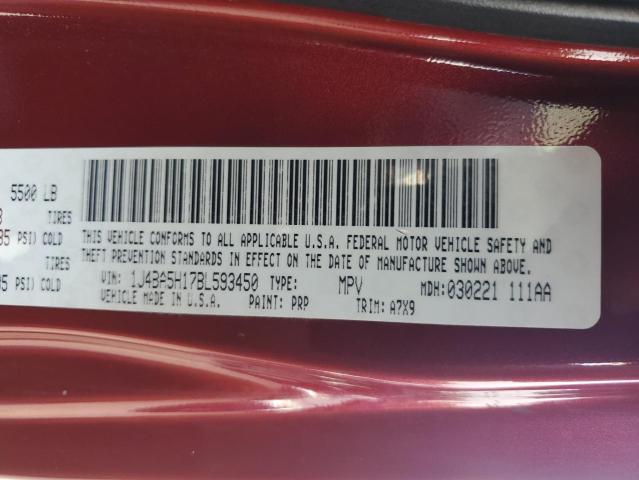 5500 LB
TIRES
PSI) COLD
TIRES
PSI) COLD
THIS VEHICLE CONFORMS TO ALL APPLICABLE U.S.A. FEDERAL MOTOR VEHICLE SAFETY AND
THEFT PREVENTION STANDARDS IN EFFECT ON THE DATE OF MANUFACTURE SHOWN ABOVE.
VIN: 1J4BA5H17BL593450 TYPE: MPV MDH: 030221 111AA
VEHICLE MADE IN U.S.A. PAINT: PRP TRIM: A7X9